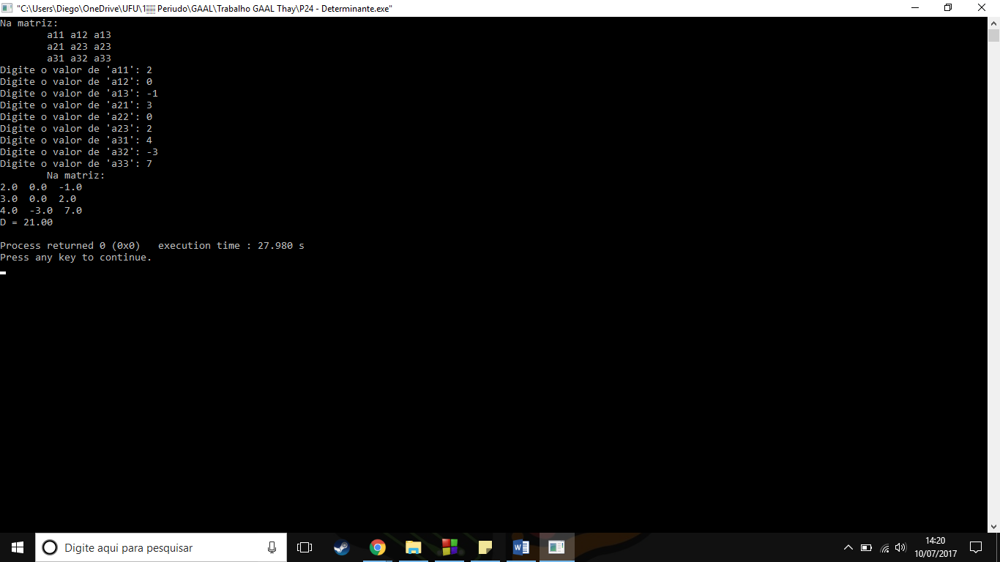 "C:\Users\Diego\OneDrive\UFU\1 Periudo\GAAL\Trabalho GAAL Thay\P24 - Determinante.exe"
Na matriz:
a11 a12 a13
a21 a23 a23
a31 a32 a33
Digite o valor de 'a11': 2
Digite o valor de 'a12': 0
Digite o valor de 'a13': -1
Digite o valor de 'a21': 3
Digite o valor de 'a22': 0
Digite o valor de 'a23': 2
Digite o valor de 'a31': 4
Digite o valor de 'a32': -3
Digite o valor de 'a33': 7
Na matriz:
2.0 0.0 -1.0
3.0 0.0 2.0
4.0 -3.0 7.0
D = 21.00
Process returned 0 (0x0) execution time : 27.980 s
Press any key to continue.
Digite aqui para pesquisar
14:20
10/07/2017